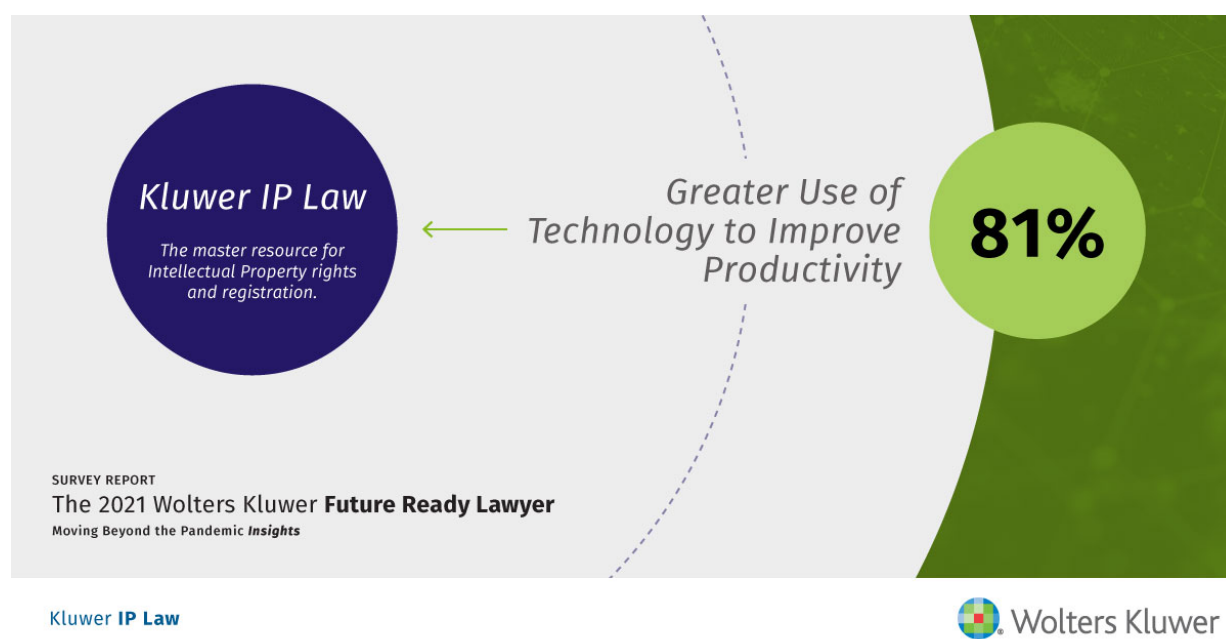 Kluwer IP Law
The master resource for
Intellectual Property rights
and registration.
Greater Use of
Technology to Improve
Productivity
81%
SURVEY REPORT
The 2021 Wolters Kluwer Future Ready Lawyer
Moving Beyond the Pandemic Insights
Kluwer IP Law
Wolters Kluwer